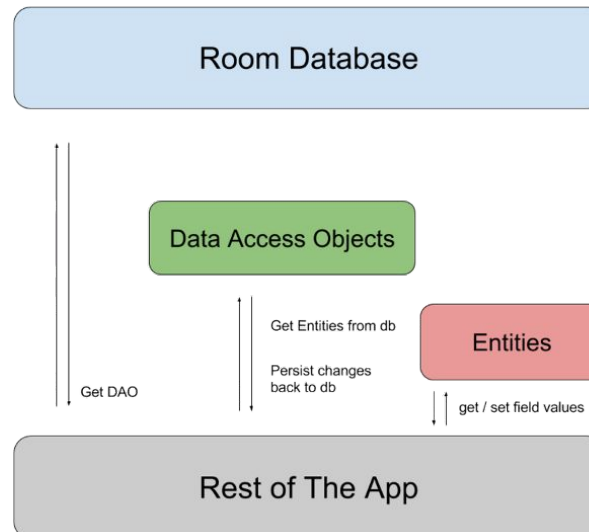 Room Database
Data Access Objects
Get Entities from db
Entities
Persist changes
back to db
Get DAO
get / set field values
Rest of The App